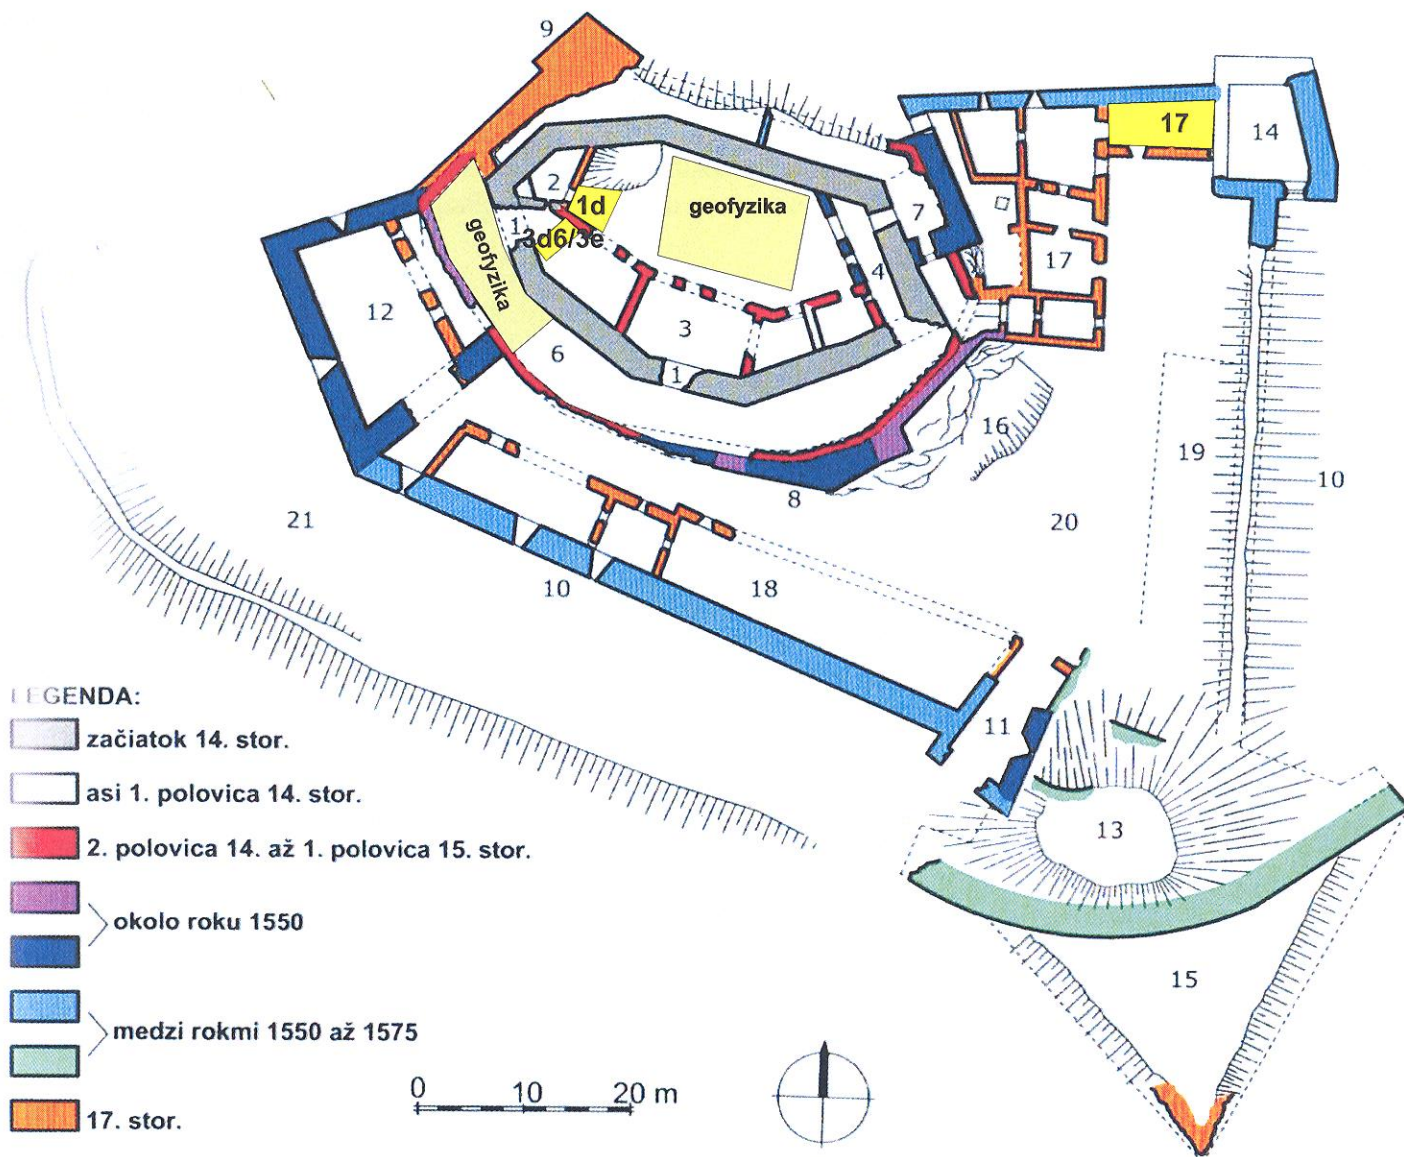 9
17
14
2
1d
geofyzika
7
1
3d6/3e
geofyzika
4
17
12
3
6
1
16
19
10
8
21
20
10
18
LEGENDA:
začiatok 14. stor.
11
asi 1. polovica 14. stor.
13
2. polovica 14. až 1. polovica 15. stor.
okolo roku 1550
15
medzi rokmi 1550 až 1575
0 10 20 m
17. stor.